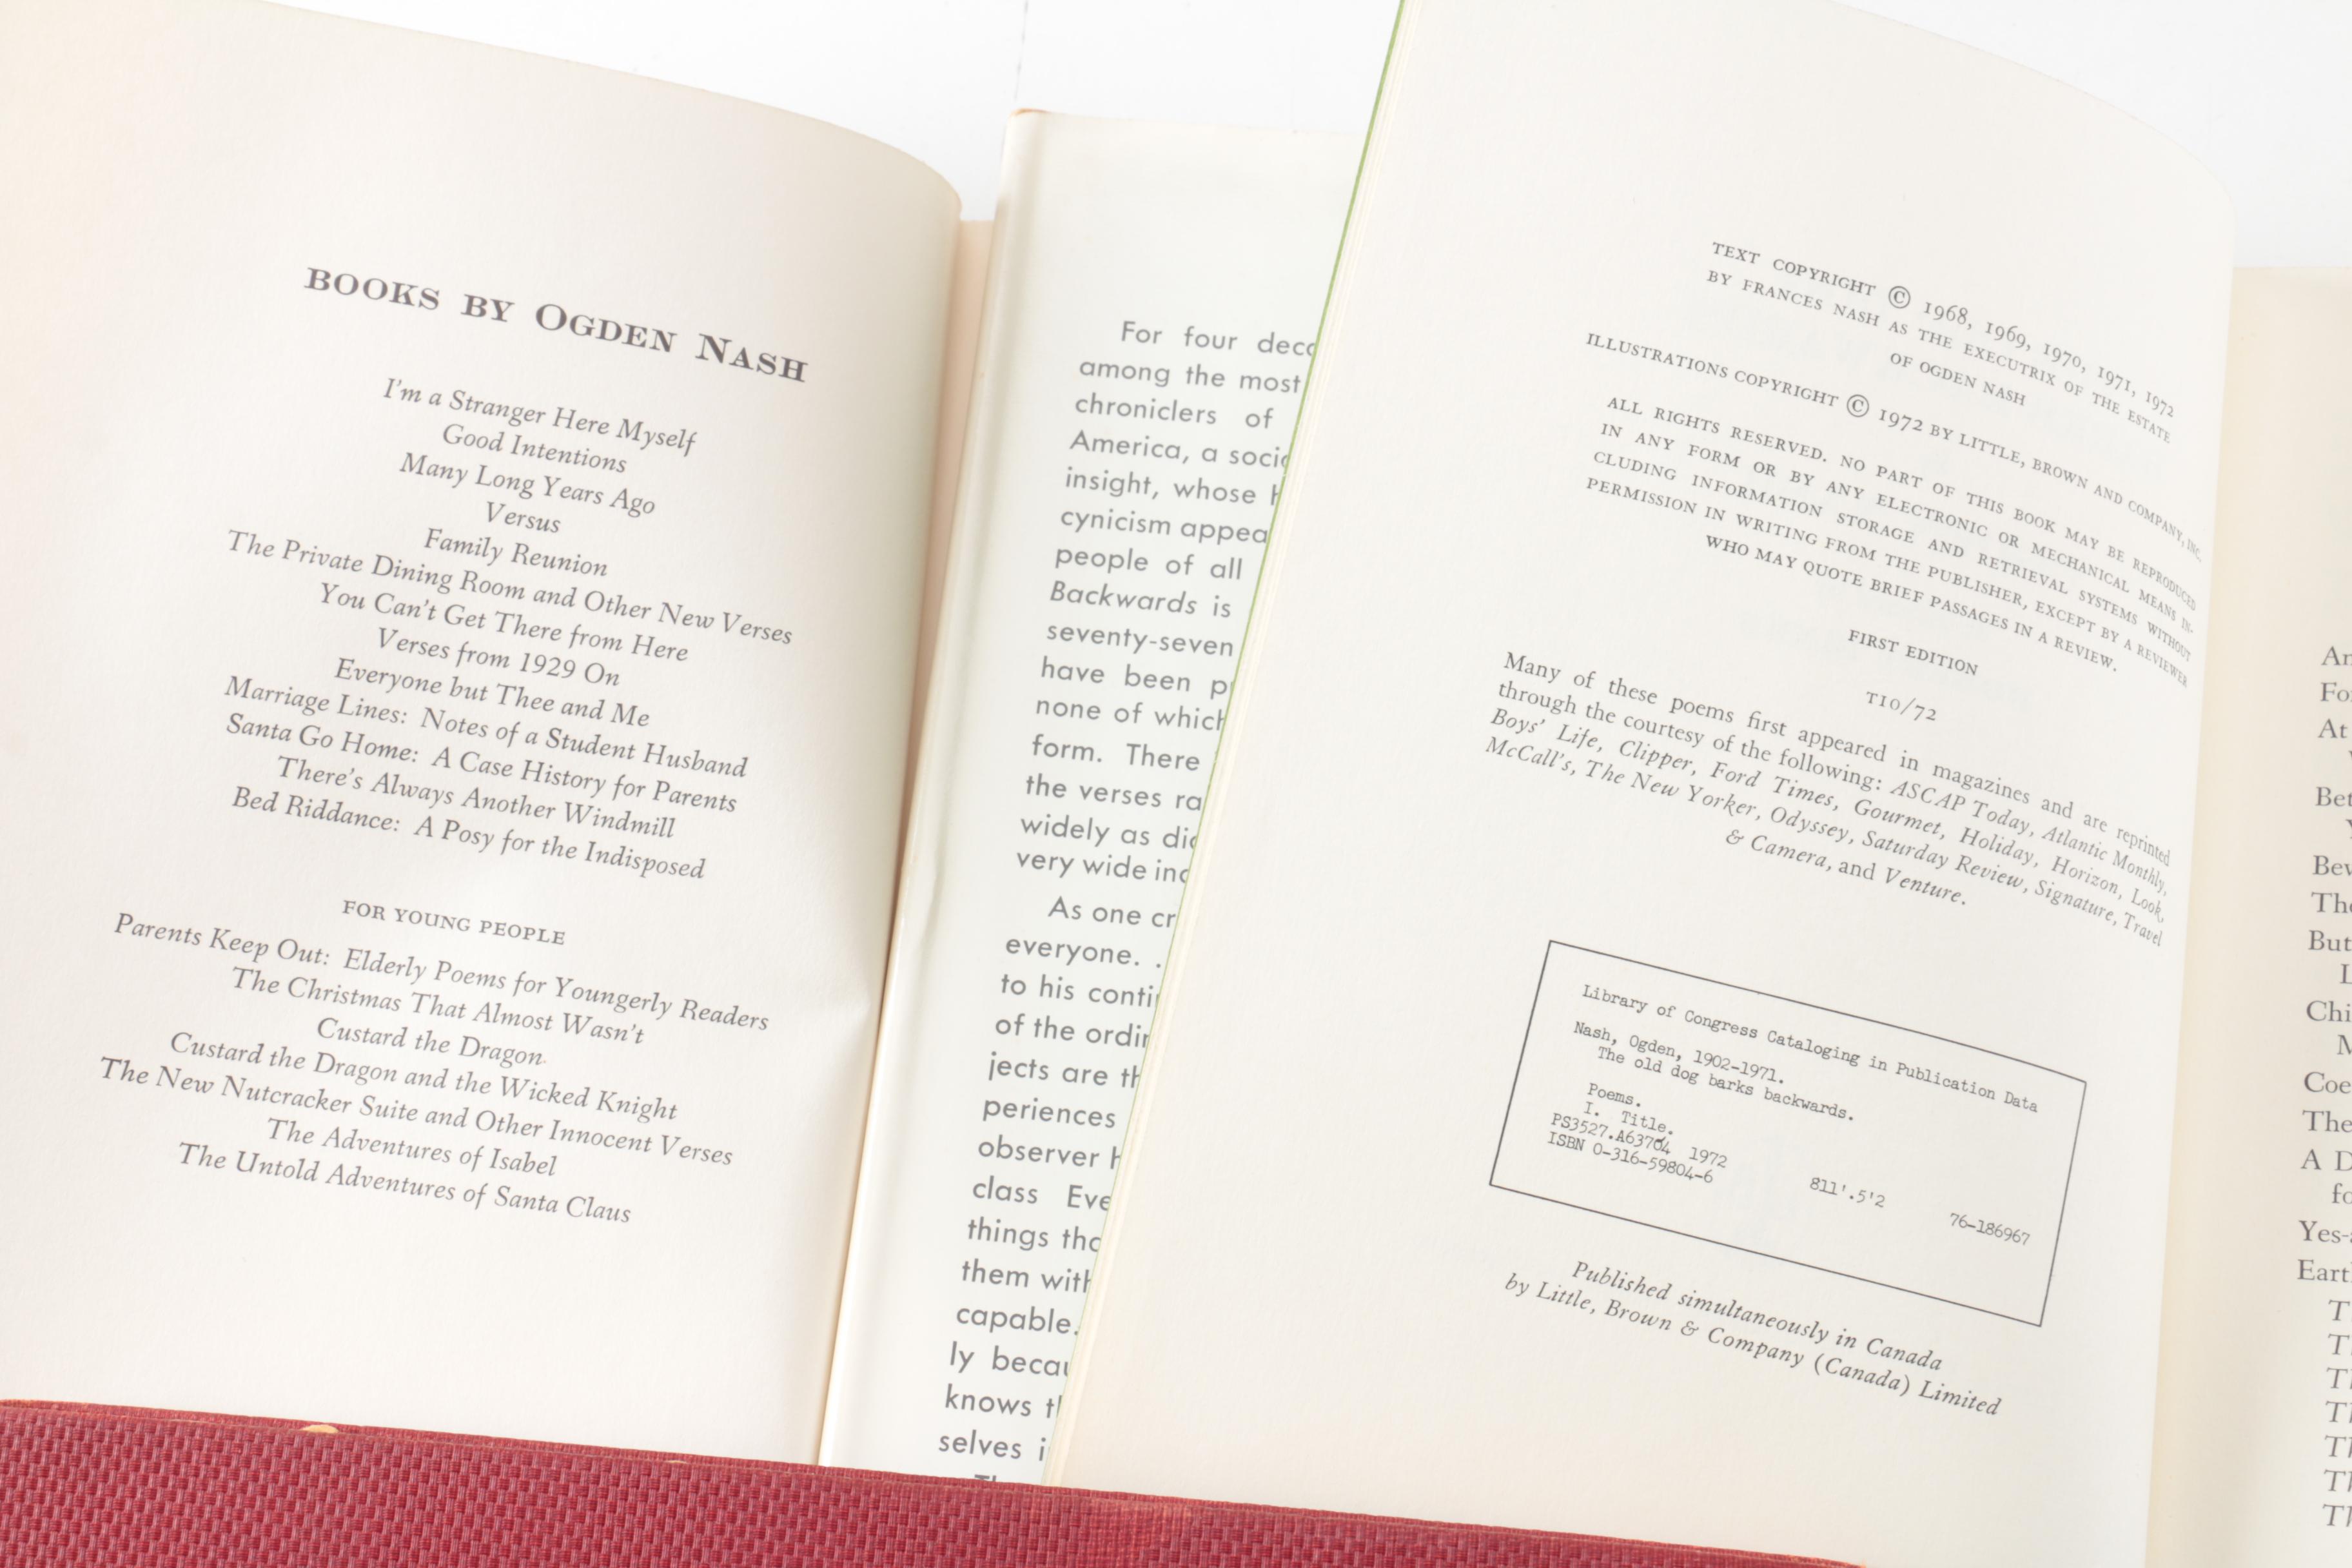 BOOKS BY OGDEN NASH
I'm a Stranger Here Myself
Good Intentions
Many Long Years Ago
Versus
Family Reunion
The Private Dining Room and Other New Verses
You Can't Get There from Here
Verses from 1929 On
Everyone but Thee and Me
Marriage Lines: Notes of a Student Husband
Santa Go Home: A Case History for Parents
There's Always Another Windmill
Bed Riddance: A Posy for the Indisposed
FOR YOUNG PEOPLE
Parents Keep Out: Elderly Poems for Youngerly Readers
The Christmas That Almost Wasn't
Custard the Dragon
Custard the Dragon and the Wicked Knight
The New Nutcracker Suite and Other Innocent Verses
The Adventures of Isabel
The Untold Adventures of Santa Claus
For four
among the most
chroniclers of
America, a
insight, whose
cynicism
people of all
Backwards is
seventy-seven
have been
none of which
form. There
the verses
widely as
very wide
As one
everyone. .
to his
of the
jects are
periences
observer
class
things
them with
capable.
ly
knows
selves
TEXT COPYRIGHT © 1968, 1969, 1970, 1971, 1972
BY FRANCES NASH AS THE EXECUTRIX OF THE ESTATE
OF OGDEN NASH
ILLUSTRATIONS COPYRIGHT © 1972 BY LITTLE, BROWN AND COMPANY, INC.
ALL RIGHTS RESERVED. NO PART OF THIS BOOK MAY BE REPRODUCED
IN ANY FORM OR BY ANY ELECTRONIC OR MECHANICAL MEANS IN-
CLUDING INFORMATION STORAGE AND RETRIEVAL SYSTEMS WITHOUT
PERMISSION IN WRITING FROM THE PUBLISHER, EXCEPT BY A REVIEWER
WHO MAY QUOTE BRIEF PASSAGES IN A REVIEW.
FIRST EDITION
T10/72
Many of these poems first appeared in magazines and are reprinted
through the courtesy of the following: ASCAP Today, Atlantic Monthly,
Boys' Life, Clipper, Ford Times, Gourmet, Holiday, Horizon, Look,
McCall's, The New Yorker, Odyssey, Saturday Review, Signature, Travel
& Camera, and Venture.
Library of Congress Cataloging in Publication Data
Nash, Ogden, 1902-1971.
The old dog barks backwards.
Poems.
I. Title.
PS3527.A637O4 1972 811'.5'2 76-186967
ISBN 0-316-59804-6
Published simultaneously in Canada
by Little, Brown & Company (Canada) Limited
At
But
The
A